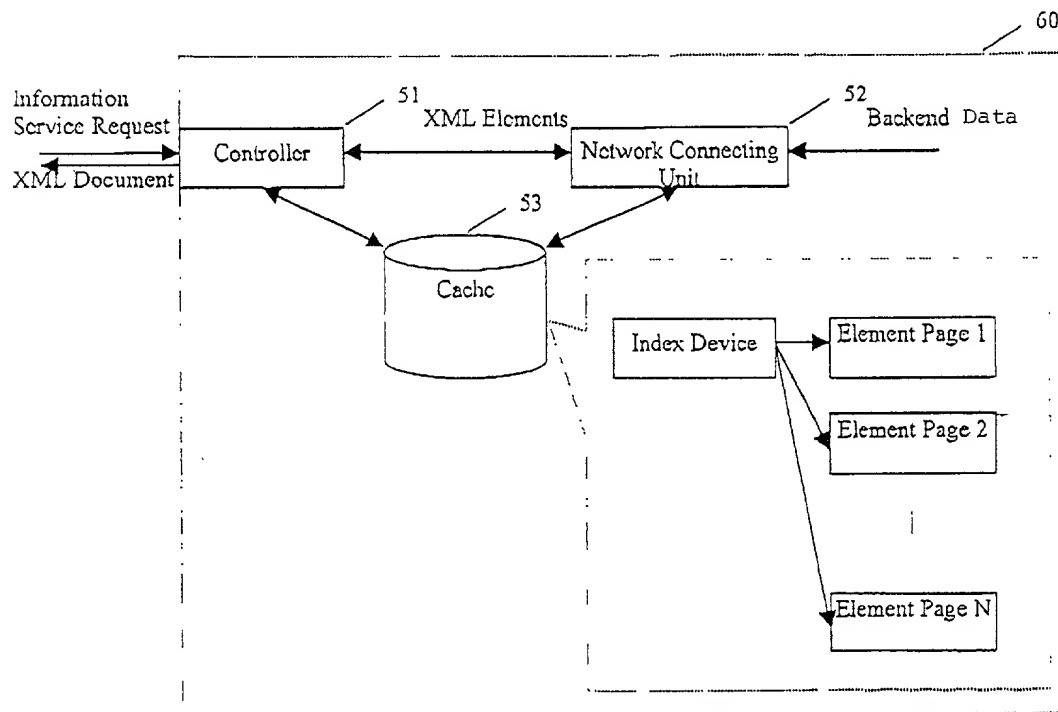 60
Information
Service Request
XML Document
51
Controller
XML Elements
52
Network Connecting
Unit
Backend Data
53
Cache
Index Device
Element Page 1
Element Page 2
Element Page N